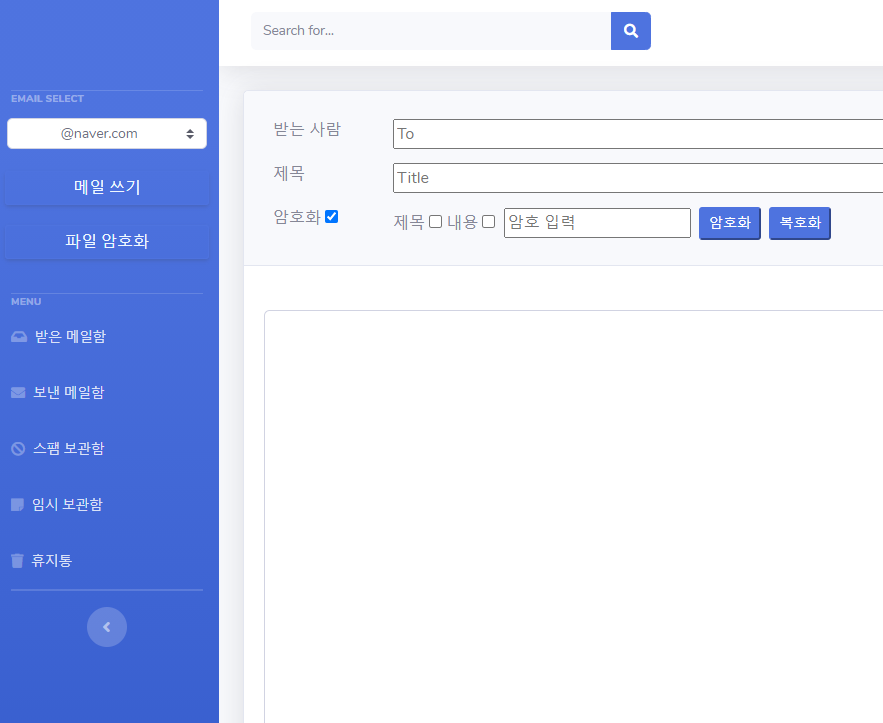 Search for...
EMAIL SELECT
@naver.com
메일 쓰기
파일 암호화
MENU
받은 메일함
보낸 메일함
스팸 보관함
임시 보관함
휴지통
받는 사람 To
제목 Title
암호화 제목 내용 암호 입력 암호화 복호화